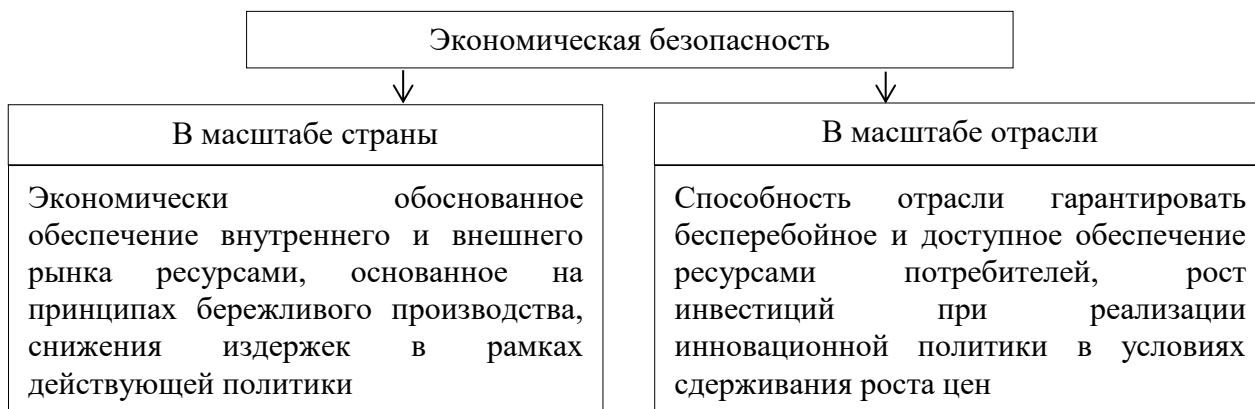 Экономическая безопасность
В масштабе страны
Экономически обоснованное
обеспечение внутреннего и внешнего
рынка ресурсами, основанное на
принципах бережливого производства,
снижения издержек в рамках
действующей политики
В масштабе отрасли
Способность отрасли гарантировать
бесперебойное и доступное обеспечение
ресурсами потребителей, рост
инвестиций при реализации
инновационной политики в условиях
сдерживания роста цен